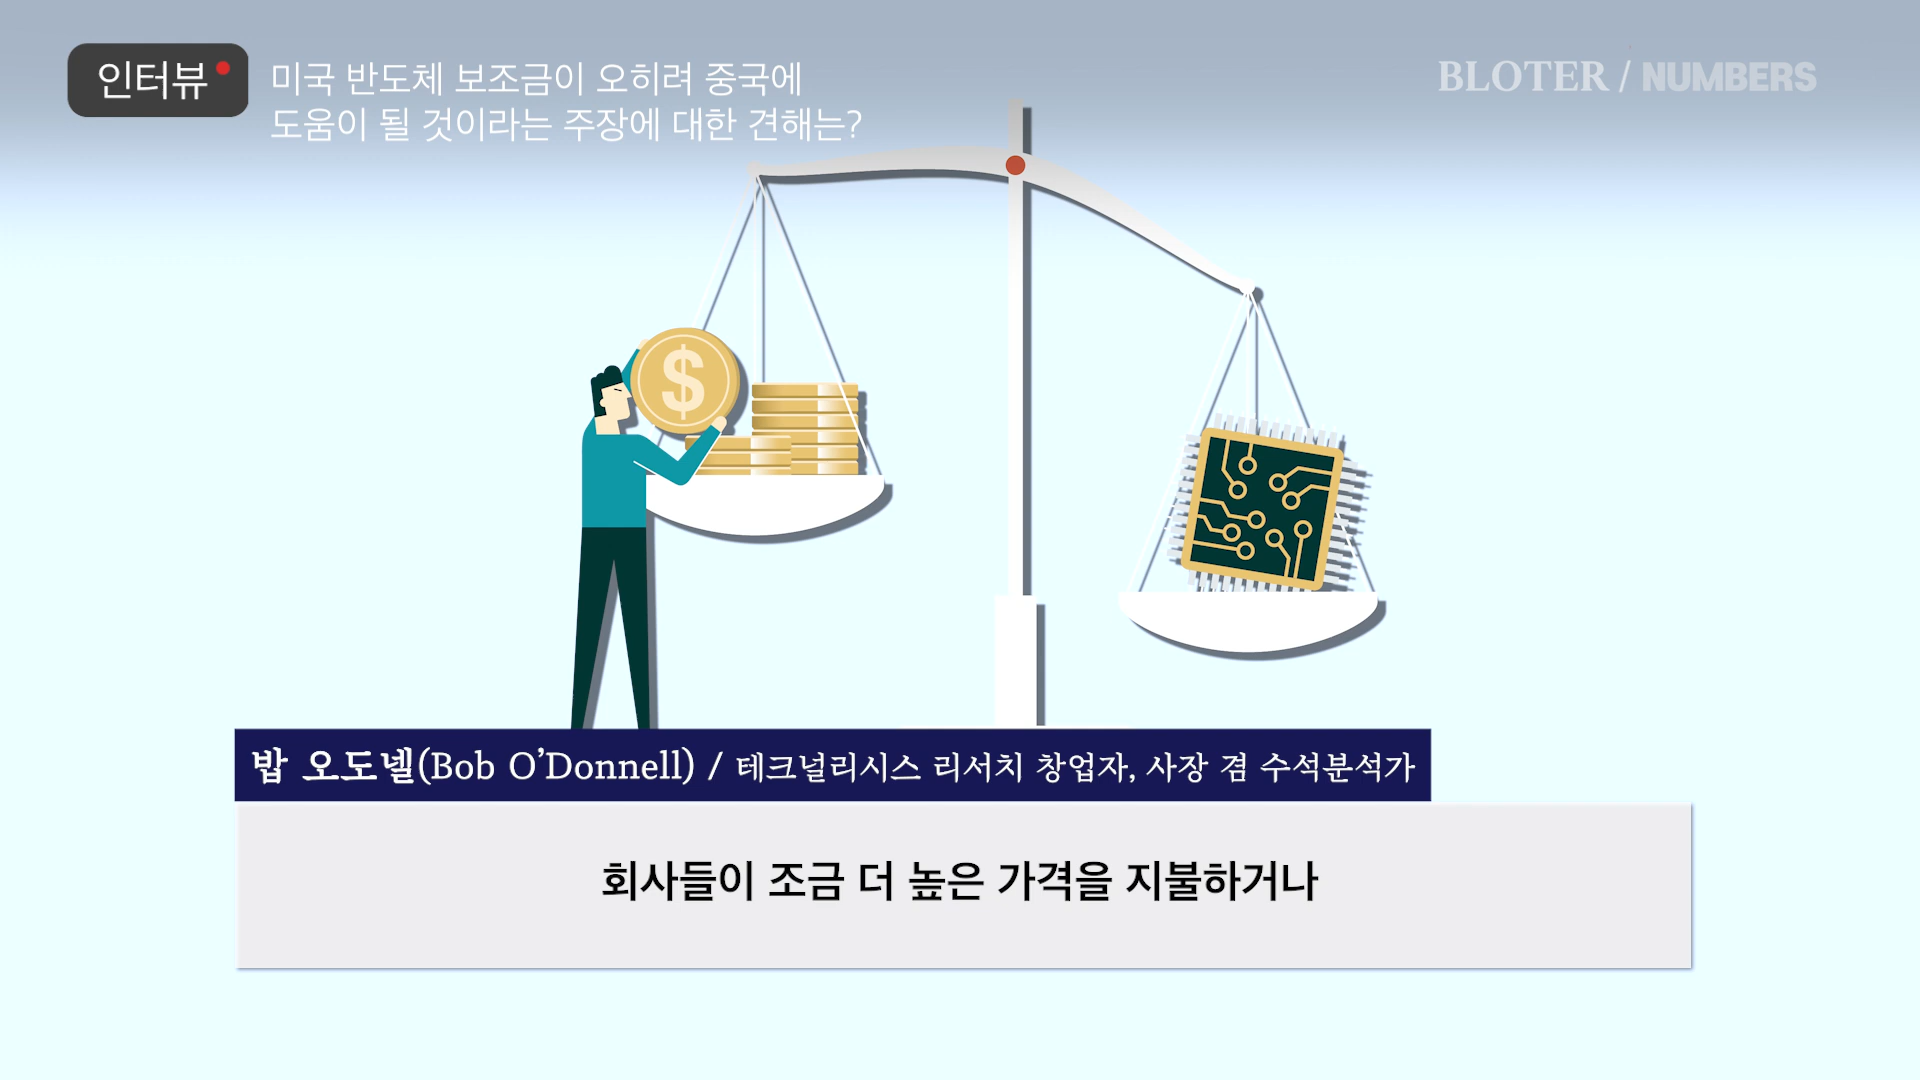 인터뷰
미국 반도체 보조금이 오히려 중국에
도움이 될 것이라는 주장에 대한 견해는?
BLOTER / NUMBERS
$
밥 오도넬(Bob O’Donnell) / 테크널리시스 리서치 창업자, 사장 겸 수석분석가
회사들이 조금 더 높은 가격을 지불하거나